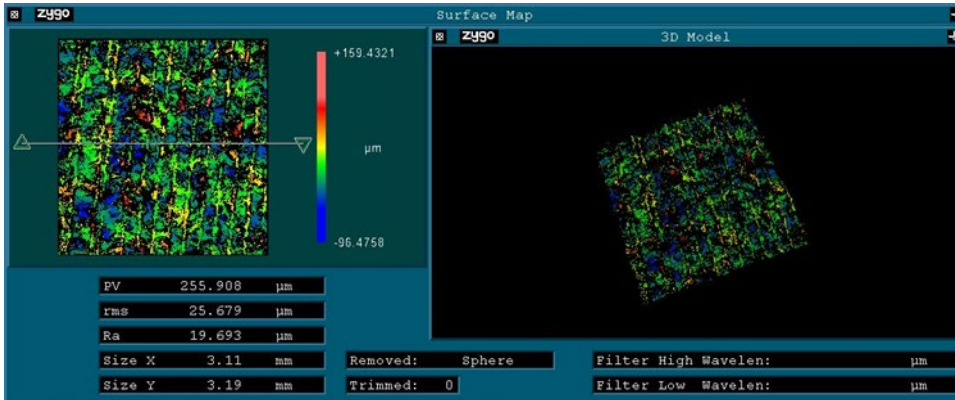 zygo Surface Map
+159.4321
µm
-96.4758
zygo 3D Model
PV 255.908 µm
rms 25.679 µm
Ra 19.693 µm
Size X 3.11 mm
Size Y 3.19 mm
Removed: Sphere
Trimmed: 0
Filter High Wavelen: µm
Filter Low Wavelen: µm